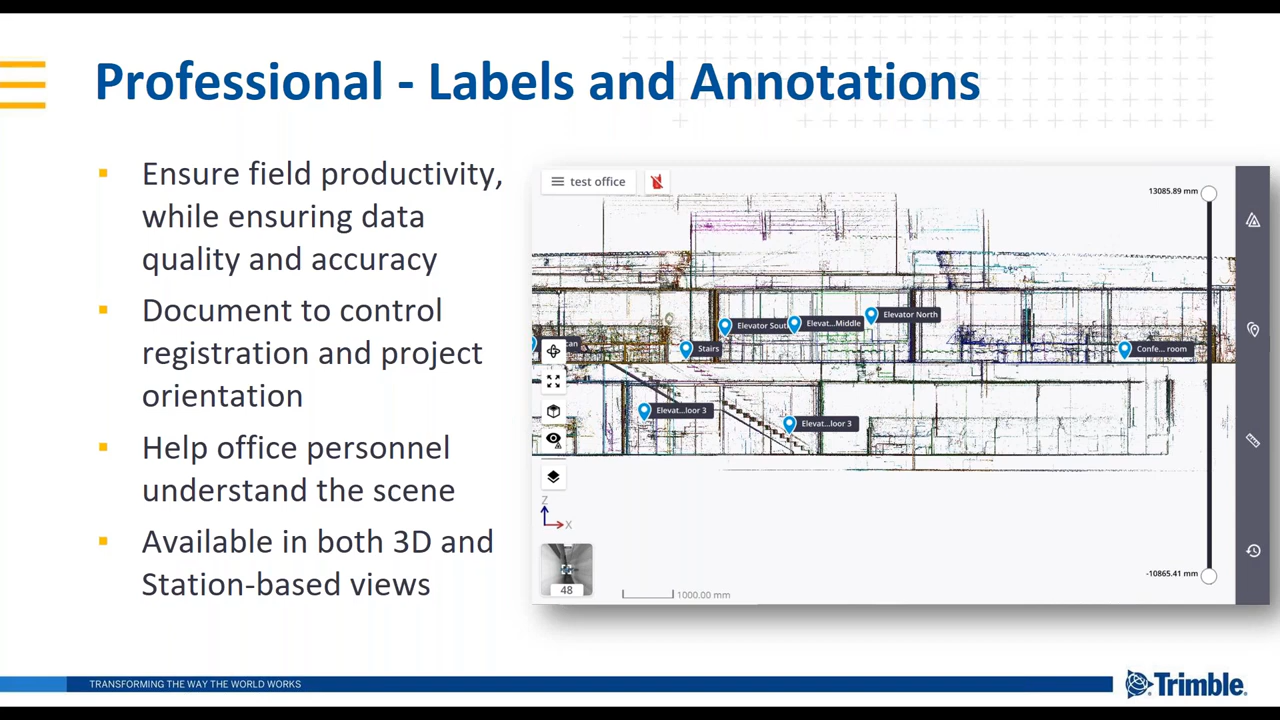 Professional - Labels and Annotations
Ensure field productivity,
while ensuring data
quality and accuracy
Document to control
registration and project
orientation
Help office personnel
understand the scene
Available in both 3D and
Station-based views
test office
13085.89 mm
Elevator North
Elevat...Middle
Elevator Sout
can
Stairs
Confe... room
Elevat...loor 3
Elevat...loor 3
Z
X
-10865.41 mm
48
1000.00 mm
TRANSFORMING THE WAY THE WORLD WORKS
Trimble